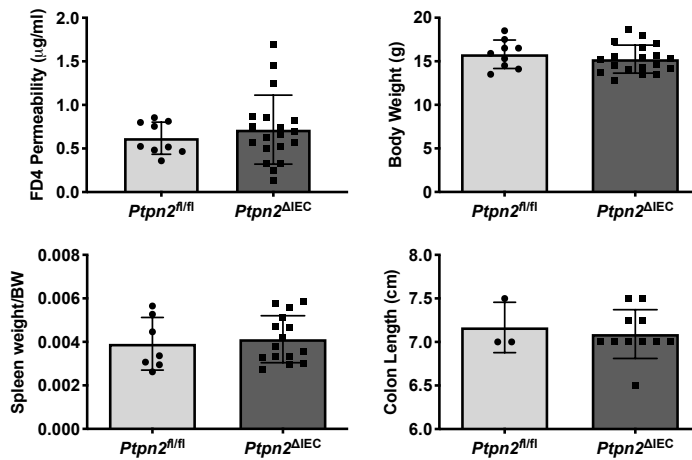 FD4 Permeability (μg/ml)
2.0
1.5
1.0
0.5
0.0
Ptpn2fl/fl
Ptpn2ΔIEC
Body Weight (g)
20
15
10
5
0
Ptpn2fl/fl
Ptpn2ΔIEC
Spleen weight/BW
0.008
0.006
0.004
0.002
0.000
Ptpn2fl/fl
Ptpn2ΔIEC
Colon Length (cm)
8.0
7.5
7.0
6.5
6.0
Ptpn2fl/fl
Ptpn2ΔIEC